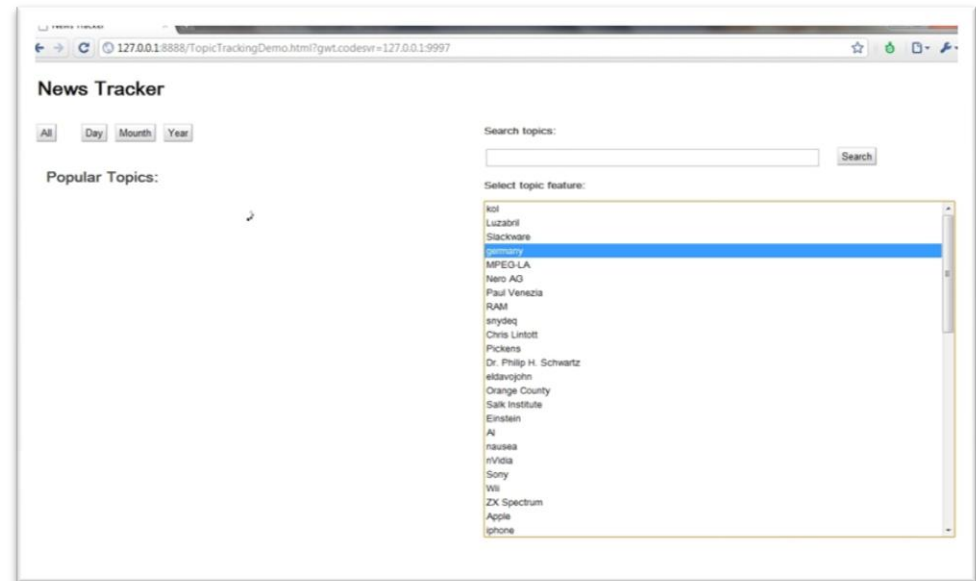 News Tracker
127.0.0.1:8888/TopicTrackingDemo.html?gwt.codesvr=127.0.0.1:9997
News Tracker
All Day Mounth Year
Popular Topics:
Search topics:
Search
Select topic feature:
kol
Luzabril
Slackware
germany
MPEG-LA
Nero AG
Paul Venezia
RAM
snydeq
Chris Lintott
Pickens
Dr. Philip H. Schwartz
eldavojohn
Orange County
Salk Institute
Einstein
AI
nausea
nVidia
Sony
Wii
ZX Spectrum
Apple
iphone